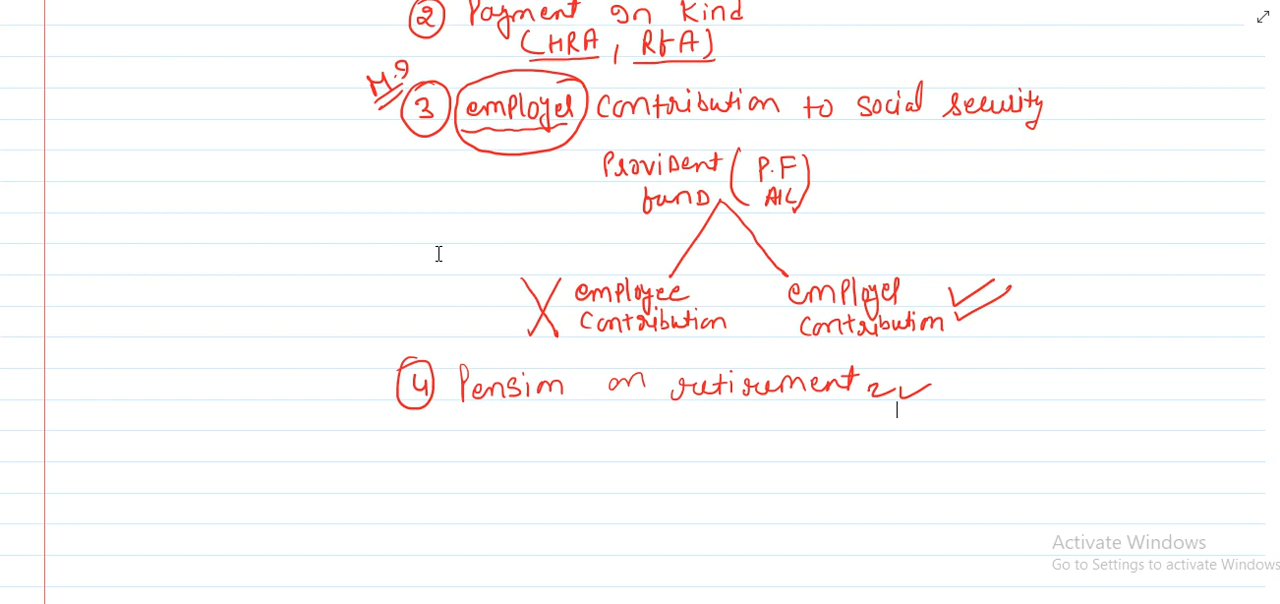 ② Payment In Kind
(HRA, RFA)
M.I
③ employer contribution to social security
Provident (P.F
fund A/C)
employee employer
contribution contribution
④ Pension on retirement
Activate Windows
Go to Settings to activate Windows